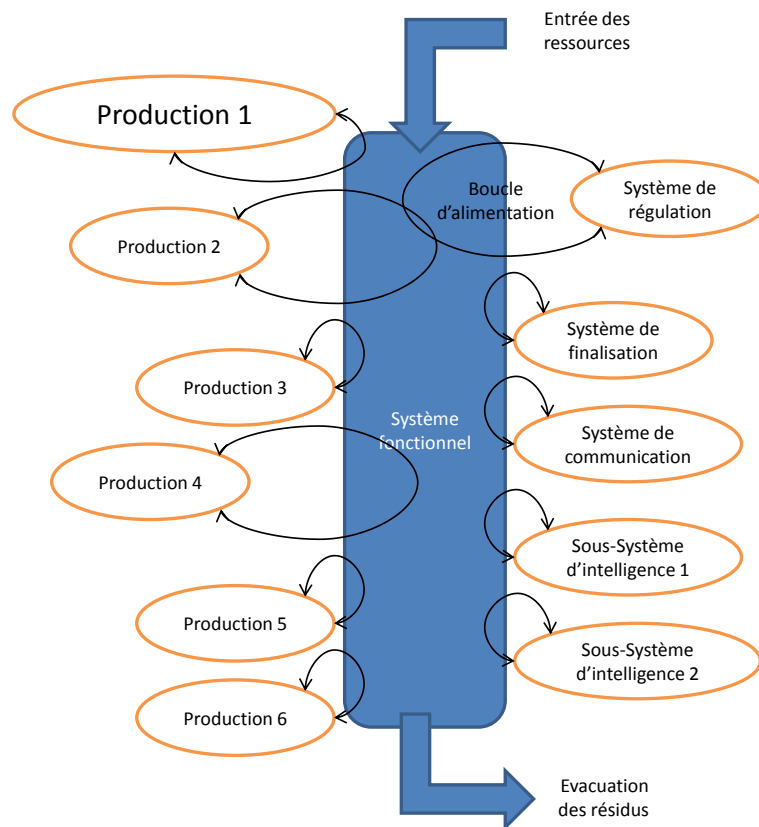 Entrée des
ressources
Production 1
Boucle
d'alimentation
Système de
régulation
Production 2
Système de
finalisation
Production 3
Système
fonctionnel
Système de
communication
Production 4
Sous-Système
d'intelligence 1
Production 5
Sous-Système
d'intelligence 2
Production 6
Evacuation
des résidus